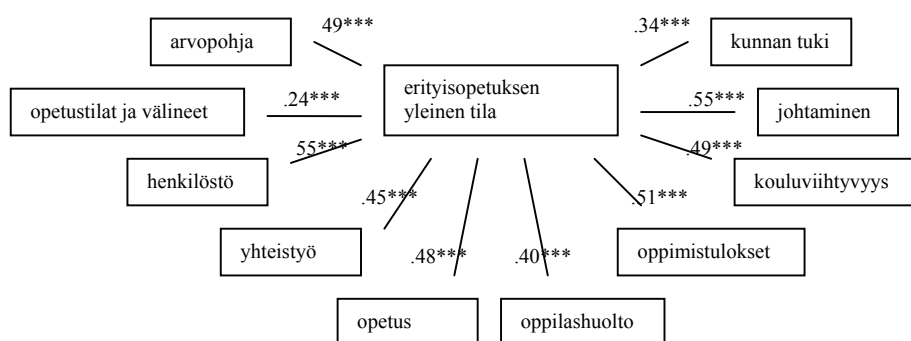 49***
.34***
arvopohja
kunnan tuki
erityisopetuksen
yleinen tila
opetustilat ja välineet
.24***
.55***
johtaminen
henkilöstö
55***
.49***
kouluviihtyvyys
yhteistyö
.45***
.51***
oppimistulokset
.48***
.40***
opetus
oppilashuolto